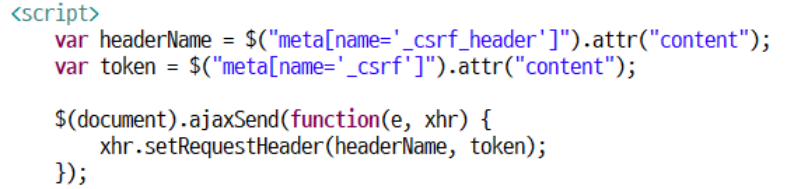 <script>
var headerName = $("meta[name='_csrf_header']").attr("content");
var token = $("meta[name='_csrf']").attr("content");
$(document).ajaxSend(function(e, xhr) {
xhr.setRequestHeader(headerName, token);
});